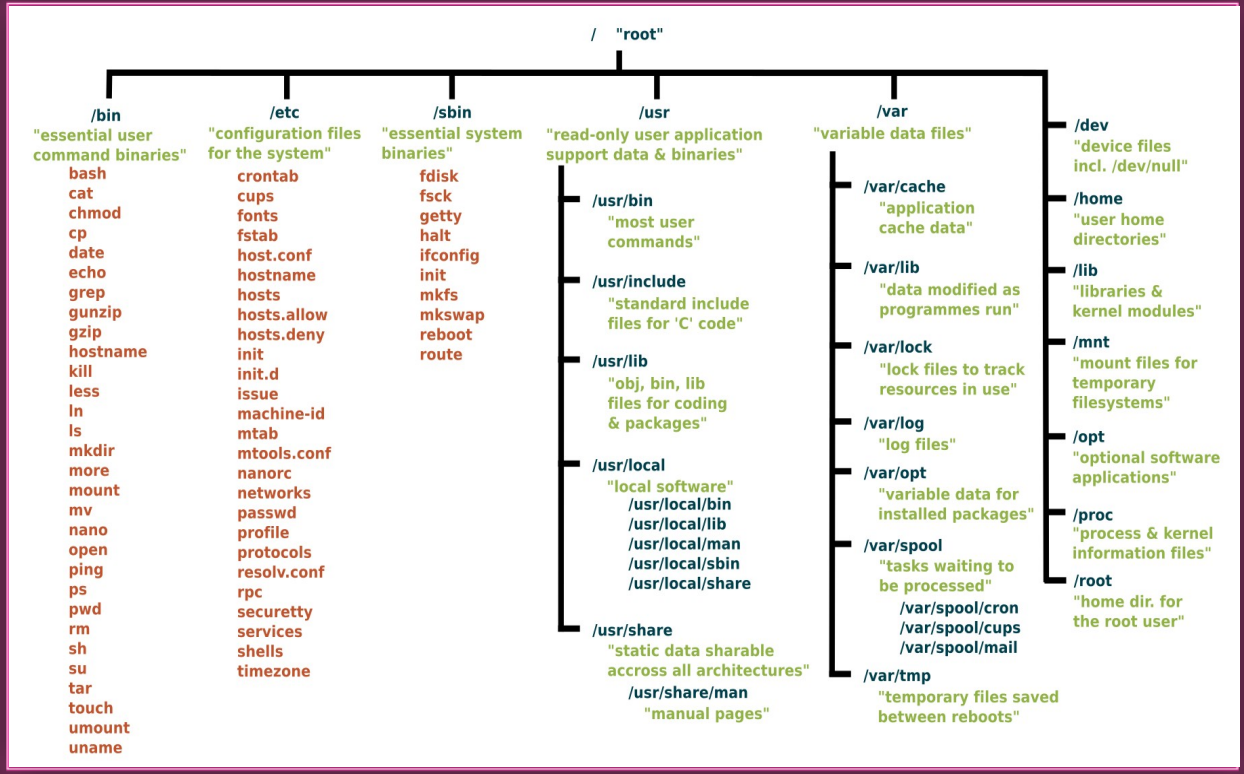 / "root"
/bin
"essential user
command binaries"
bash
cat
chmod
cp
date
echo
grep
gunzip
gzip
hostname
kill
less
ln
ls
mkdir
more
mount
mv
nano
open
ping
ps
pwd
rm
sh
su
tar
touch
umount
uname
/etc
"configuration files
for the system"
crontab
cups
fonts
fstab
host.conf
hostname
hosts
hosts.allow
hosts.deny
init
init.d
issue
machine-id
mtab
mtools.conf
nanorc
networks
passwd
profile
protocols
resolv.conf
rpc
securetty
services
shells
timezone
/sbin
"essential system
binaries"
fdisk
fsck
getty
halt
ifconfig
init
mkfs
mkswap
reboot
route
/usr
"read-only user application
support data & binaries"
/usr/bin
"most user
commands"
/usr/include
"standard include
files for 'C' code"
/usr/lib
"obj, bin, lib
files for coding
& packages"
/usr/local
"local software"
/usr/local/bin
/usr/local/lib
/usr/local/man
/usr/local/sbin
/usr/local/share
/usr/share
"static data sharable
accross all architectures"
/usr/share/man
"manual pages"
/var
"variable data files"
/var/cache
"application
cache data"
/var/lib
"data modified as
programmes run"
/var/lock
"lock files to track
resources in use"
/var/log
"log files"
/var/opt
"variable data for
installed packages"
/var/spool
"tasks waiting to
be processed"
/var/spool/cron
/var/spool/cups
/var/spool/mail
/var/tmp
"temporary files saved
between reboots"
/dev
"device files
incl. /dev/null"
/home
"user home
directories"
/lib
"libraries &
kernel modules"
/mnt
"mount files for
temporary
filesystems"
/opt
"optional software
applications"
/proc
"process & kernel
information files"
/root
"home dir. for
the root user"